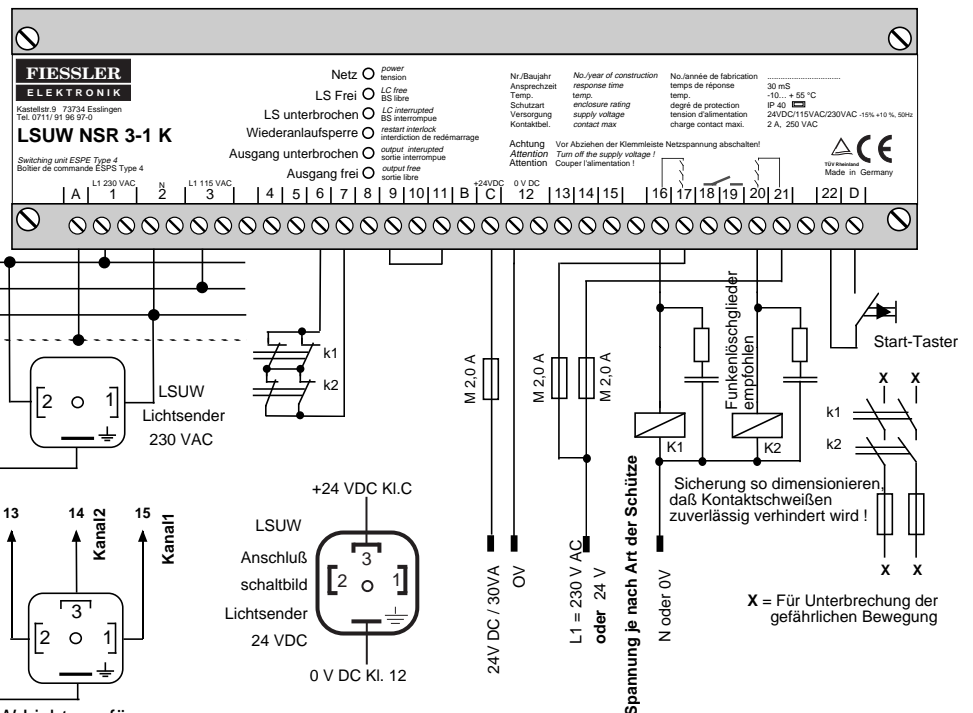 FIESSLER
ELEKTRONIK
Kastellstr.9 73734 Esslingen
Tel. 0711/ 91 96 97-0
LSUW NSR 3-1 K
Switching unit ESPE Type 4
Boîtier de commande ESPS Type 4
Netz power
tension
LS Frei LC free
BS libre
LS unterbrochen LC interrupted
BS interrompue
Wiederanlaufsperre restart interlock
interdiction de redémarrage
Ausgang unterbrochen output interupted
sortie interrompue
Ausgang frei output free
sortie libre
Nr./Baujahr No./year of construction No./année de fabrication ..................................
Ansprechzeit response time temps de réponse 30 mS
Temp. temp. temp. -10... + 55 °C
Schutzart enclosure rating degré de protection IP 40
Versorgung supply voltage tension d'alimentation 24VDC/115VAC/230VAC -15% +10 %, 50Hz
Kontaktbel. contact max charge contact maxi. 2 A, 250 VAC
Achtung Vor Abziehen der Klemmleiste Netzspannung abschalten!
Attention Turn off the supply voltage !
Attention Couper l'alimentation !
TÜV Rheinland
CE
Made in Germany
L1 230 VAC N L1 115 VAC +24VDC 0 V DC
A 1 2 3 4 5 6 7 8 9 10 11 B C 12 13 14 15 16 17 18 19 20 21 22 D
2 1
LSUW
Lichtsender
230 VAC
k1
k2
M 2,0 A
M 2,0 A
M 2,0 A
Funkenlöschglieder
empfohlen
K1
K2
Start-Taster
X X
k1
k2
X X
Sicherung so dimensionieren,
daß Kontaktschweißen
zuverlässig verhindert wird !
X = Für Unterbrechung der
gefährlichen Bewegung
13 14 15
Kanal2
Kanal1
3
2 1
+24 VDC Kl.C
LSUW
Anschluß
schaltbild
Lichtsender
24 VDC
3
2 1
0 V DC Kl. 12
24V DC / 30VA
OV
L1 = 230 V AC
oder 24 V
Spannung je nach Art der Schütze
N oder 0V